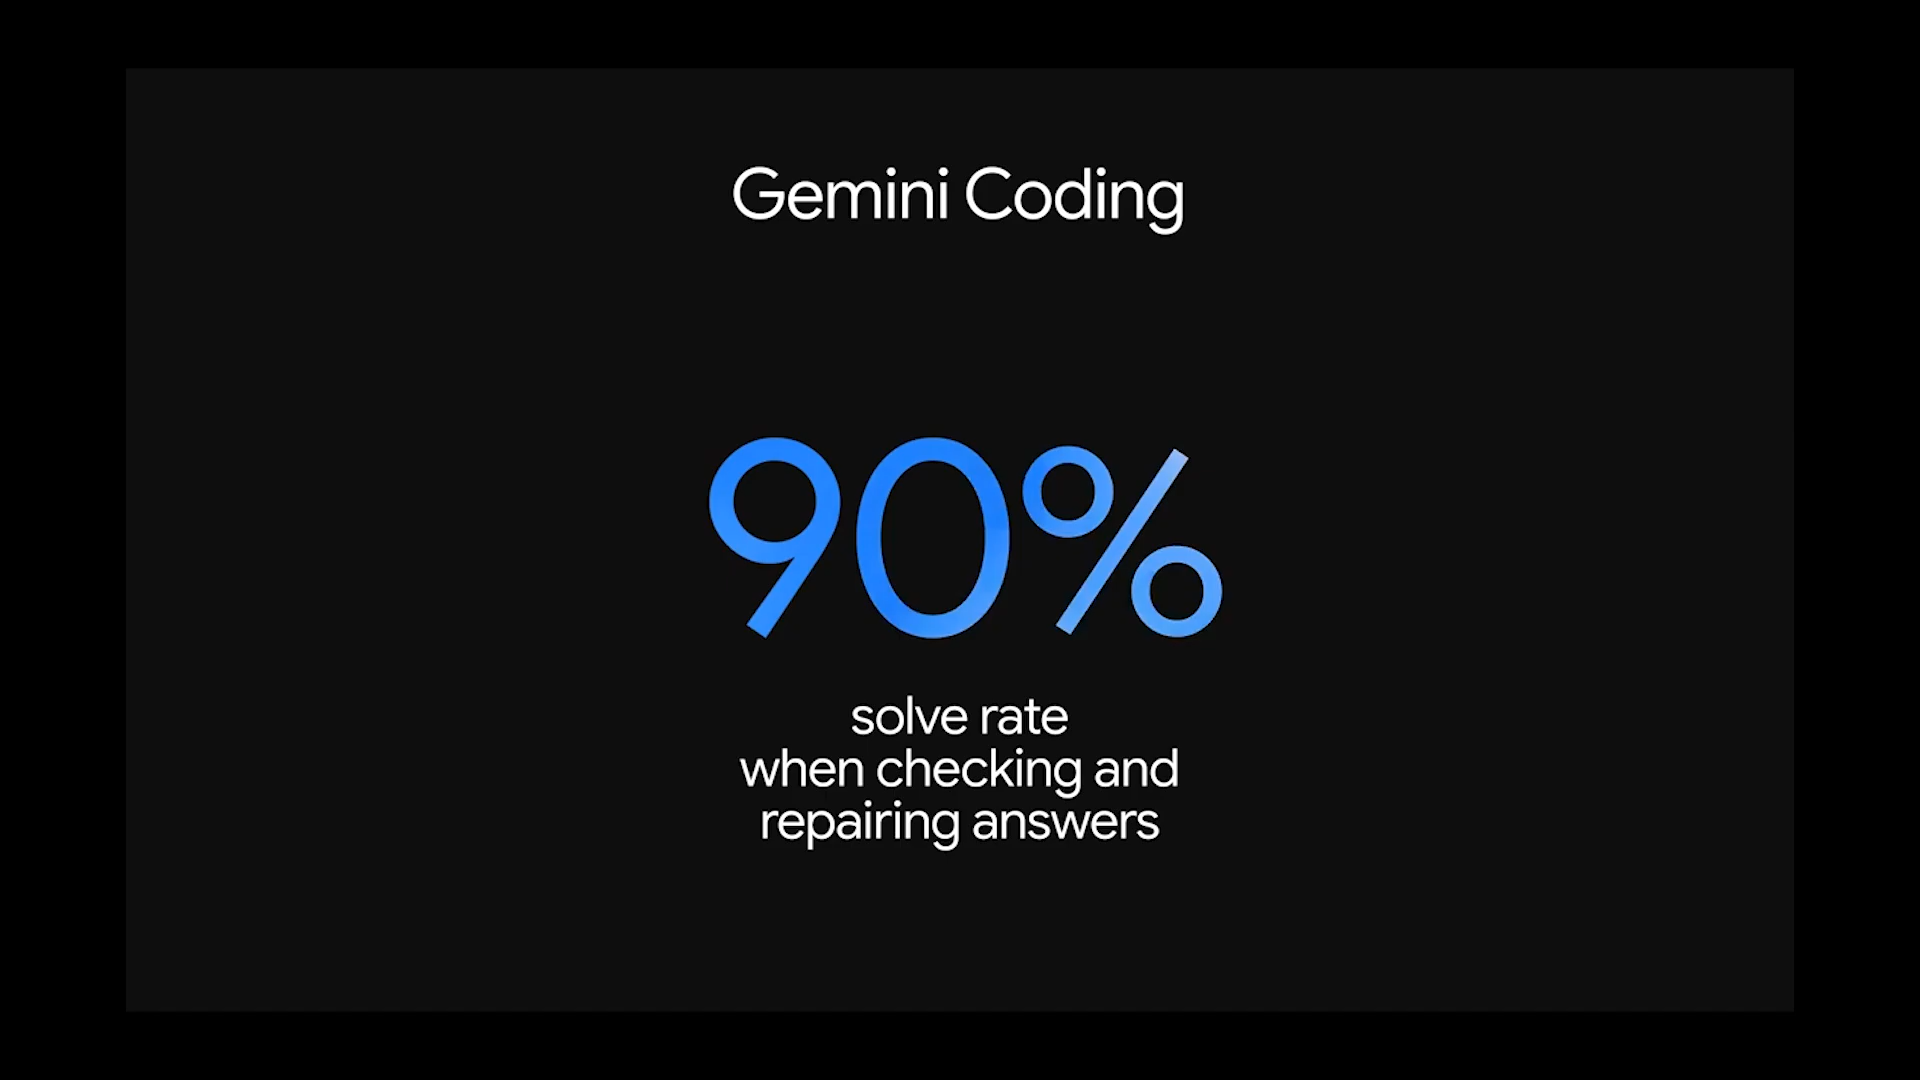 Gemini Coding
90%
solve rate
when checking and
repairing answers